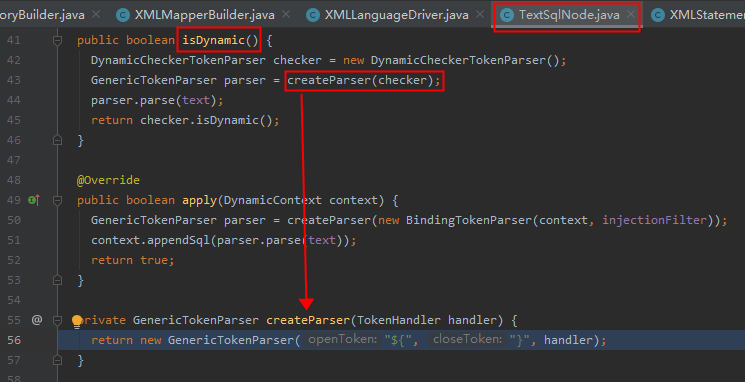 oryBuilder.java × XMLMapperBuilder.java × XMLLanguageDriver.java × TextSqlNode.java × XMLStatemer
41 public boolean isDynamic() {
42 DynamicCheckerTokenParser checker = new DynamicCheckerTokenParser();
43 GenericTokenParser parser = createParser(checker);
44 parser.parse(text);
45 return checker.isDynamic();
46 }
47
48 @Override
49 public boolean apply(DynamicContext context) {
50 GenericTokenParser parser = createParser(new BindingTokenParser(context, injectionFilter));
51 context.appendSql(parser.parse(text));
52 return true;
53 }
54
55 @ private GenericTokenParser createParser(TokenHandler handler) {
56 return new GenericTokenParser( openToken: "${", closeToken: "}", handler);
57 }
58